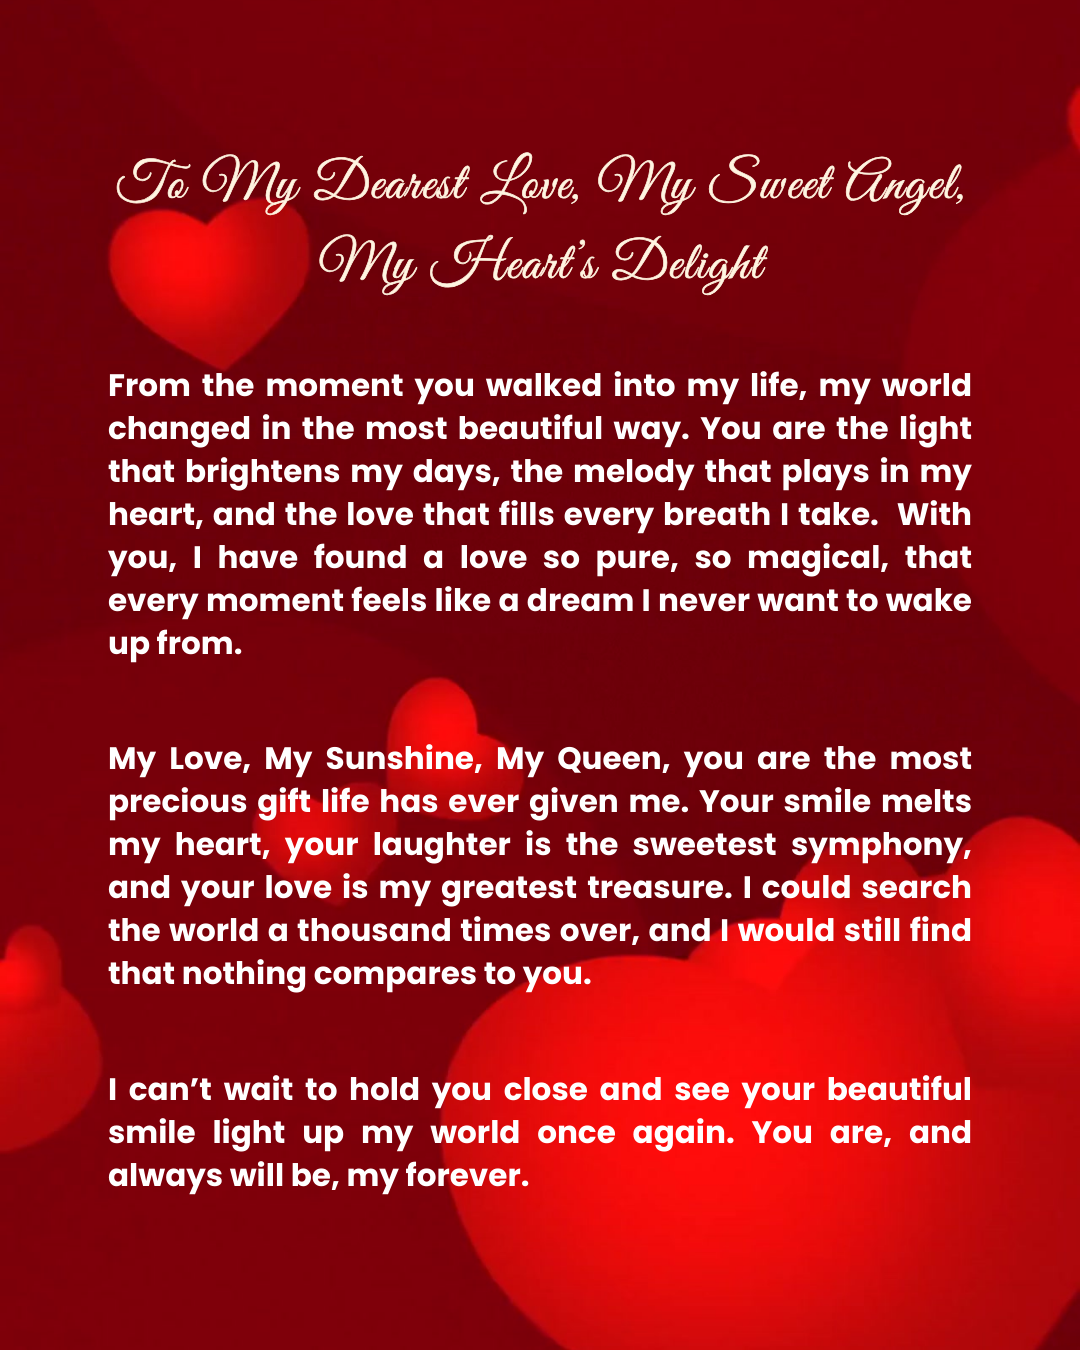 To My Dearest Love, My Sweet Angel,
My Heart’s Delight
From the moment you walked into my life, my world
changed in the most beautiful way. You are the light
that brightens my days, the melody that plays in my
heart, and the love that fills every breath I take.  With
you, I have found a love so pure, so magical, that
every moment feels like a dream I never want to wake
up from.
My Love, My Sunshine, My Queen, you are the most
precious gift life has ever given me. Your smile melts
my heart, your laughter is the sweetest symphony,
and your love is my greatest treasure. I could search
the world a thousand times over, and I would still find
that nothing compares to you.
I can’t wait to hold you close and see your beautiful
smile light up my world once again. You are, and
always will be, my forever.